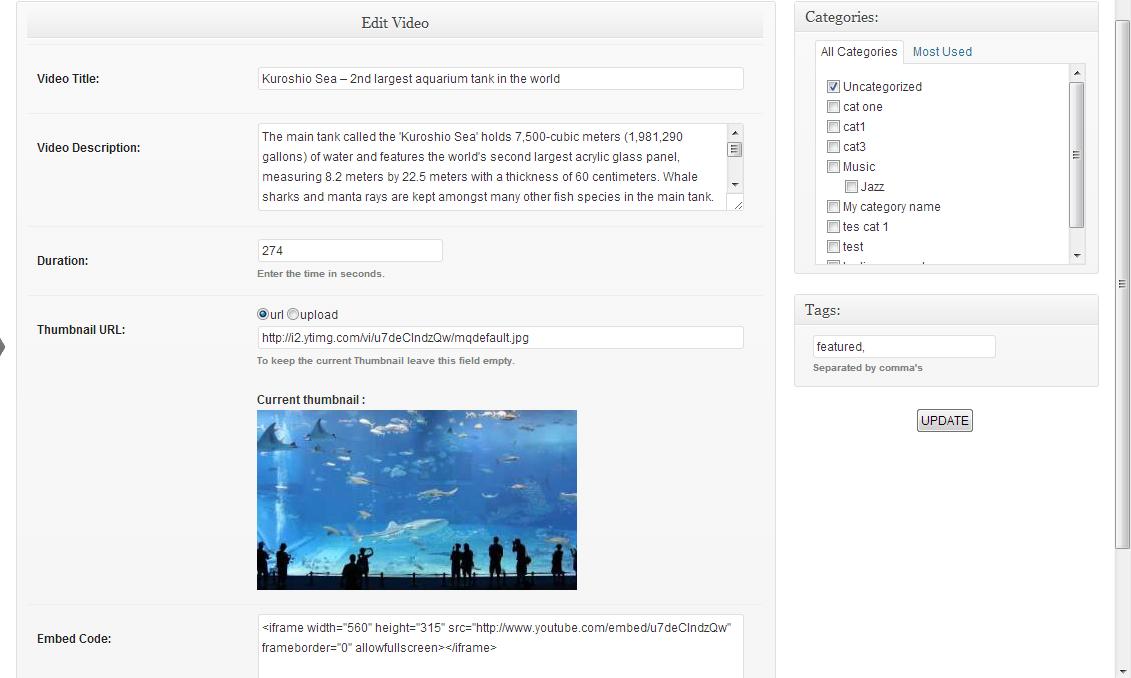 Edit Video
Video Title:
Kuroshio Sea – 2nd largest aquarium tank in the world
Video Description:
The main tank called the 'Kuroshio Sea' holds 7,500-cubic meters (1,981,290
gallons) of water and features the world's second largest acrylic glass panel,
measuring 8.2 meters by 22.5 meters with a thickness of 60 centimeters. Whale
sharks and manta rays are kept amongst many other fish species in the main tank.
Duration:
274
Enter the time in seconds.
Thumbnail URL:
url upload
http://i2.ytimg.com/vi/u7deClndzQw/mqdefault.jpg
To keep the current Thumbnail leave this field empty.
Current thumbnail :
Embed Code:
<iframe width="560" height="315" src="http://www.youtube.com/embed/u7deClndzQw"
frameborder="0" allowfullscreen></iframe>
Categories:
All Categories Most Used
Uncategorized
cat one
cat1
cat3
Music
Jazz
My category name
tes cat 1
test
Tags:
featured,
Separated by comma's
UPDATE